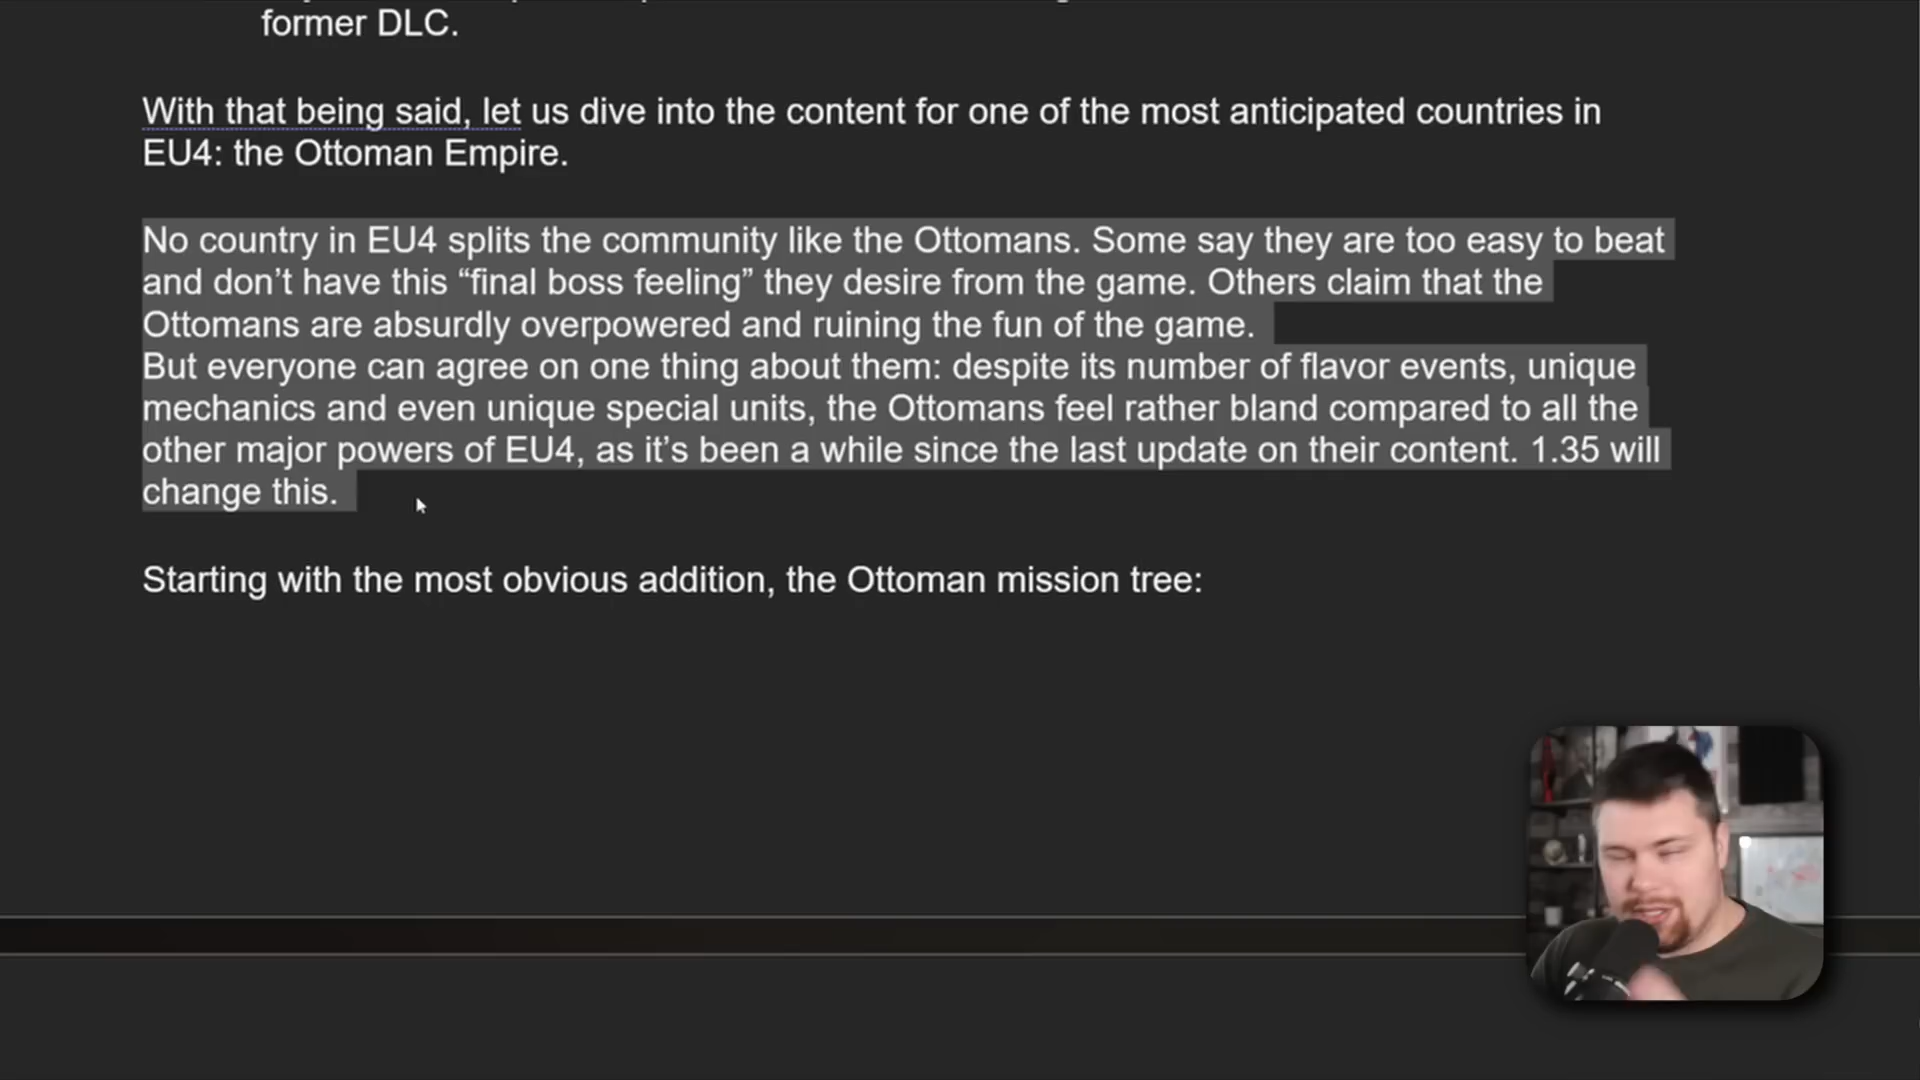 former DLC.
With that being said, let us dive into the content for one of the most anticipated countries in
EU4: the Ottoman Empire.
No country in EU4 splits the community like the Ottomans. Some say they are too easy to beat
and don’t have this “final boss feeling” they desire from the game. Others claim that the
Ottomans are absurdly overpowered and ruining the fun of the game.
But everyone can agree on one thing about them: despite its number of flavor events, unique
mechanics and even unique special units, the Ottomans feel rather bland compared to all the
other major powers of EU4, as it’s been a while since the last update on their content. 1.35 will
change this.
Starting with the most obvious addition, the Ottoman mission tree: